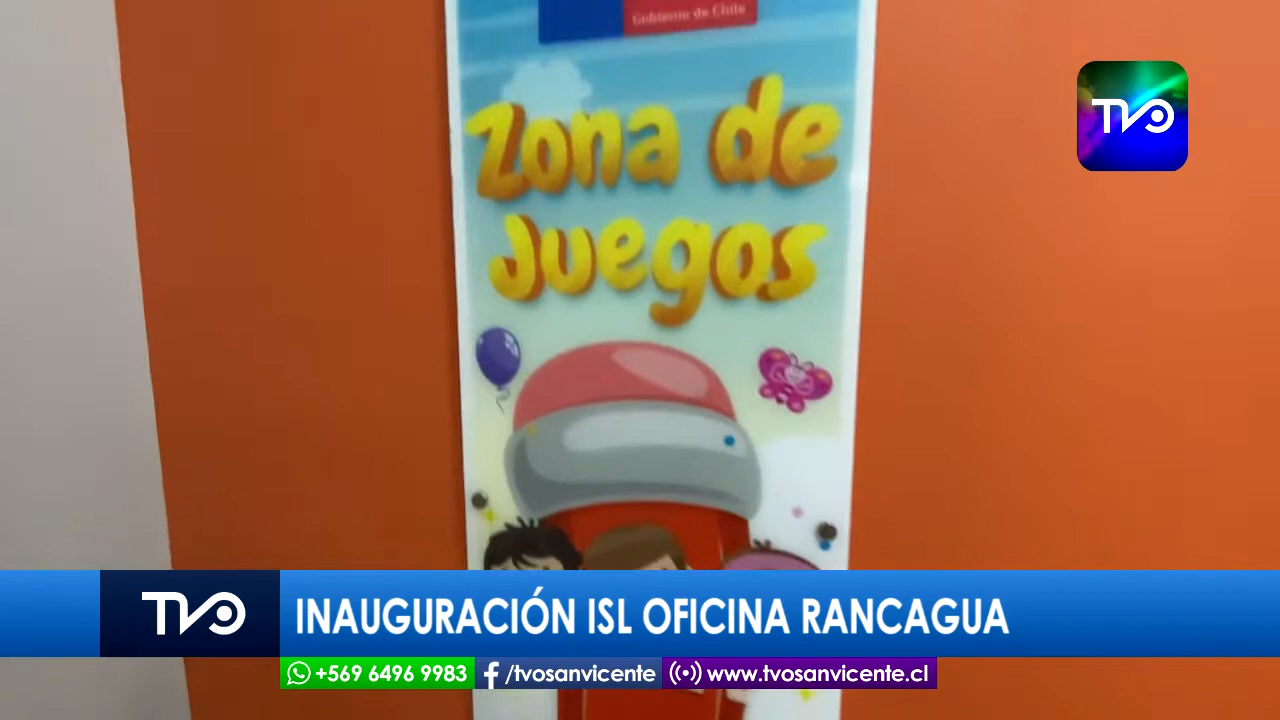 Gobierno de Chile
TVO
Zona de
Juegos
TVO
INAUGURACIÓN ISL OFICINA RANCAGUA
+569 6496 9983
/tvosanvicente
www.tvosanvicente.cl